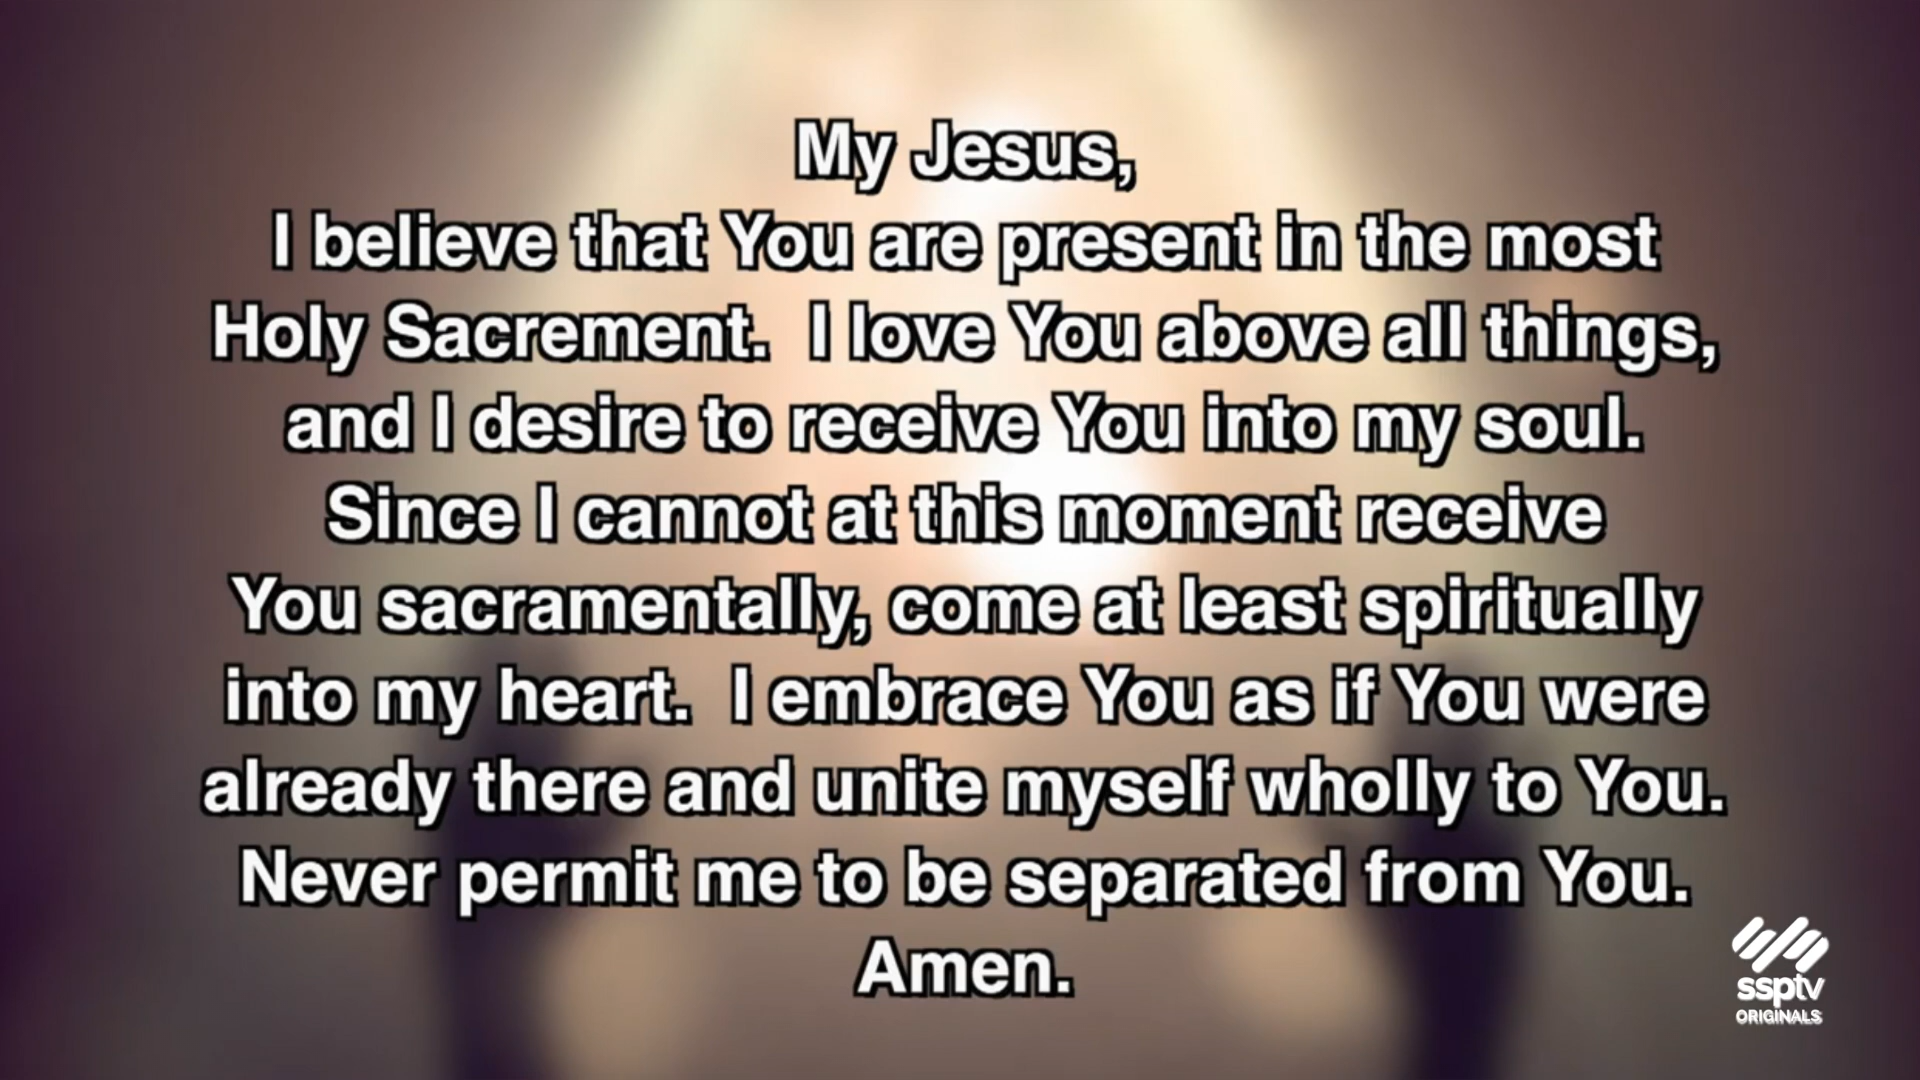 My Jesus,
I believe that You are present in the most
Holy Sacrement.  I love You above all things,
and I desire to receive You into my soul.
Since I cannot at this moment receive
You sacramentally, come at least spiritually
into my heart.  I embrace You as if You were
already there and unite myself wholly to You.
Never permit me to be separated from You.
Amen.
ssptv
ORIGINALS